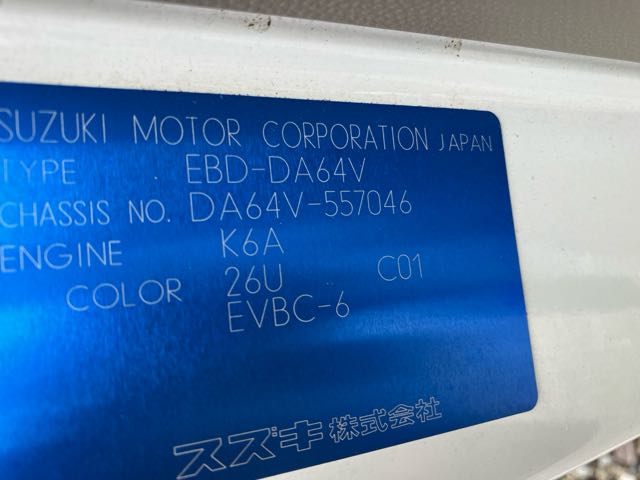 SUZUKI MOTOR CORPORATION JAPAN
TYPE EBD-DA64V
CHASSIS NO. DA64V-557046
ENGINE K6A
COLOR 26U C01
EVBC-6
スズキ株式会社